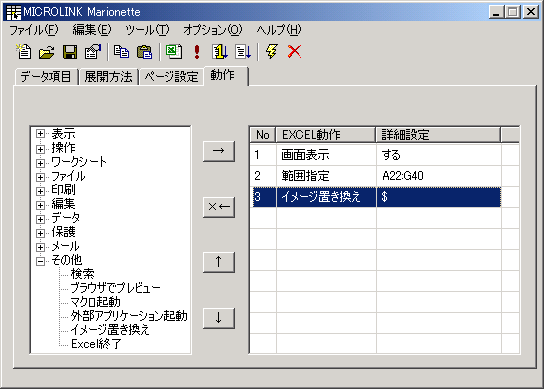 MICROLINK Marionette
ファイル(F) 編集(E) ツール(T) オプション(O) ヘルプ(H)
データ項目 展開方法 ページ設定 動作
表示
操作
ワークシート
ファイル
印刷
編集
データ
保護
メール
その他
検索
ブラウザでプレビュー
マクロ起動
外部アプリケーション起動
イメージ置き換え
Excel終了
→
×←
↑
↓
No EXCEL動作 詳細設定
1 画面表示 する
2 範囲指定 A22:G40
3 イメージ置き換え $